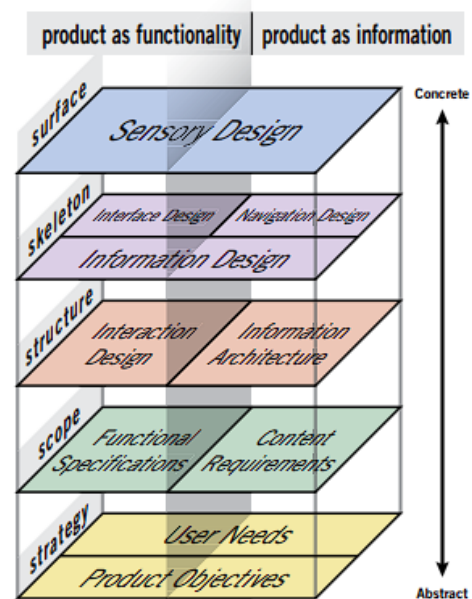 product as functionality
product as information
Concrete
surface
Sensory Design
skeleton
Interface Design
Navigation Design
Information Design
structure
Interaction
Design
Information
Architecture
scope
Functional
Specifications
Content
Requirements
strategy
User Needs
Product Objectives
Abstract